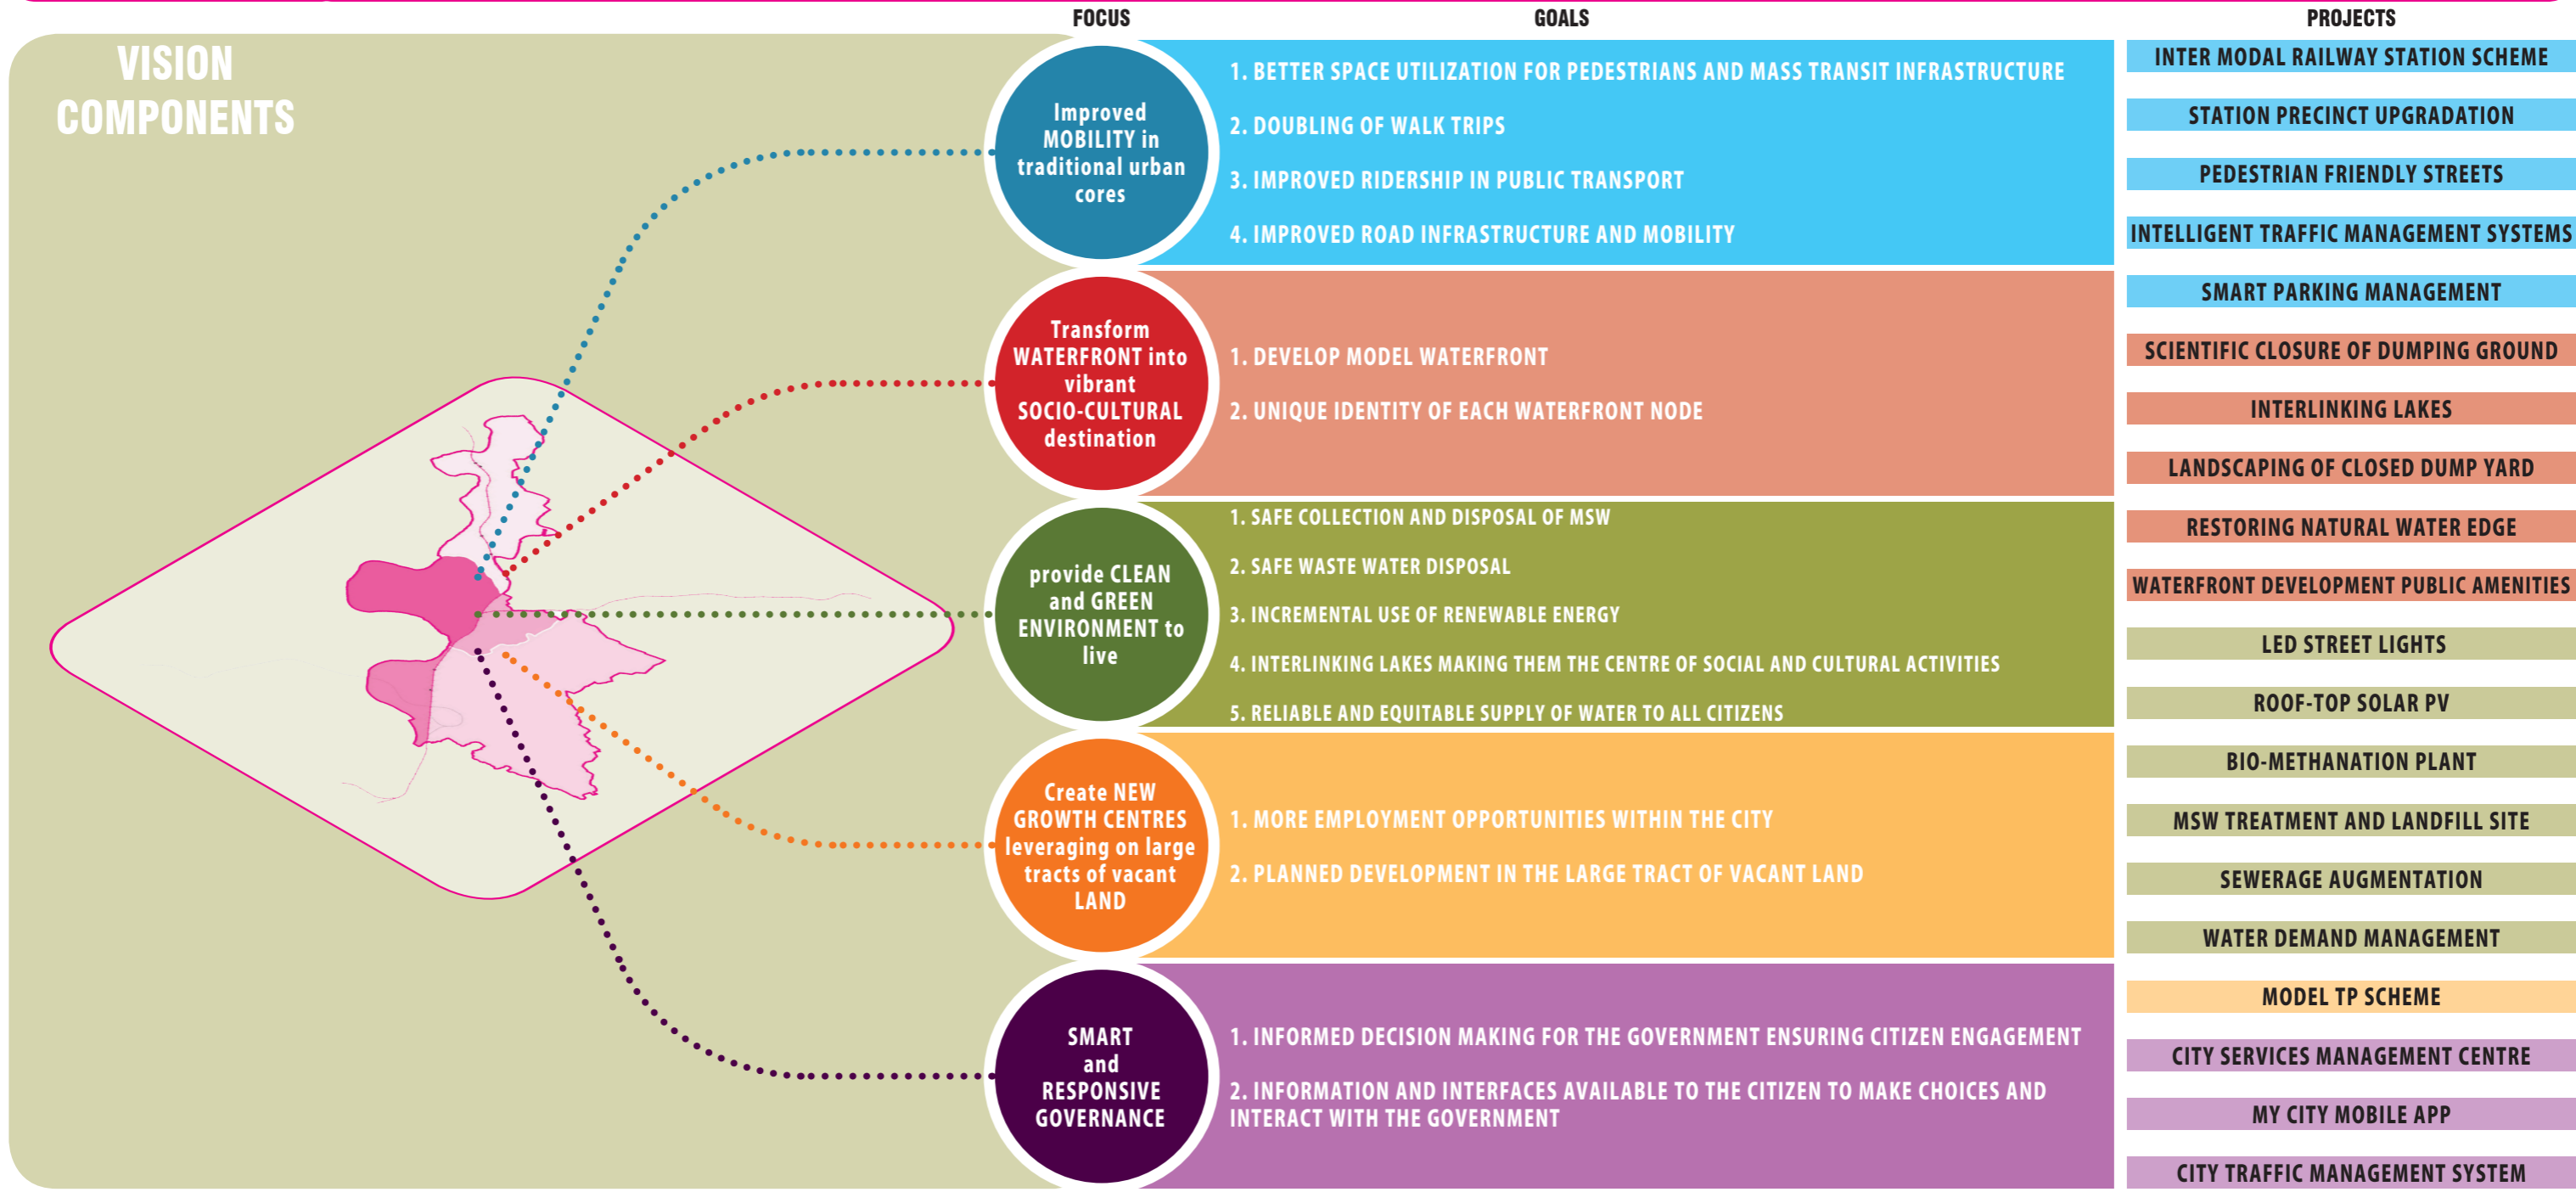 FOCUS
GOALS
PROJECTS
VISION
COMPONENTS
Improved
MOBILITY in
traditional urban
cores
1. BETTER SPACE UTILIZATION FOR PEDESTRIANS AND MASS TRANSIT INFRASTRUCTURE
2. DOUBLING OF WALK TRIPS
3. IMPROVED RIDERSHIP IN PUBLIC TRANSPORT
4. IMPROVED ROAD INFRASTRUCTURE AND MOBILITY
Transform
WATERFRONT into
vibrant
SOCIO-CULTURAL
destination
1. DEVELOP MODEL WATERFRONT
2. UNIQUE IDENTITY OF EACH WATERFRONT NODE
provide CLEAN
and GREEN
ENVIRONMENT to
live
1. SAFE COLLECTION AND DISPOSAL OF MSW
2. SAFE WASTE WATER DISPOSAL
3. INCREMENTAL USE OF RENEWABLE ENERGY
4. INTERLINKING LAKES MAKING THEM THE CENTRE OF SOCIAL AND CULTURAL ACTIVITIES
5. RELIABLE AND EQUITABLE SUPPLY OF WATER TO ALL CITIZENS
Create NEW
GROWTH CENTRES
leveraging on large
tracts of vacant
LAND
1. MORE EMPLOYMENT OPPORTUNITIES WITHIN THE CITY
2. PLANNED DEVELOPMENT IN THE LARGE TRACT OF VACANT LAND
SMART
and
RESPONSIVE
GOVERNANCE
1. INFORMED DECISION MAKING FOR THE GOVERNMENT ENSURING CITIZEN ENGAGEMENT
2. INFORMATION AND INTERFACES AVAILABLE TO THE CITIZEN TO MAKE CHOICES AND
INTERACT WITH THE GOVERNMENT
INTER MODAL RAILWAY STATION SCHEME
STATION PRECINCT UPGRADATION
PEDESTRIAN FRIENDLY STREETS
INTELLIGENT TRAFFIC MANAGEMENT SYSTEMS
SMART PARKING MANAGEMENT
SCIENTIFIC CLOSURE OF DUMPING GROUND
INTERLINKING LAKES
LANDSCAPING OF CLOSED DUMP YARD
RESTORING NATURAL WATER EDGE
WATERFRONT DEVELOPMENT PUBLIC AMENITIES
LED STREET LIGHTS
ROOF-TOP SOLAR PV
BIO-METHANATION PLANT
MSW TREATMENT AND LANDFILL SITE
SEWERAGE AUGMENTATION
WATER DEMAND MANAGEMENT
MODEL TP SCHEME
CITY SERVICES MANAGEMENT CENTRE
MY CITY MOBILE APP
CITY TRAFFIC MANAGEMENT SYSTEM